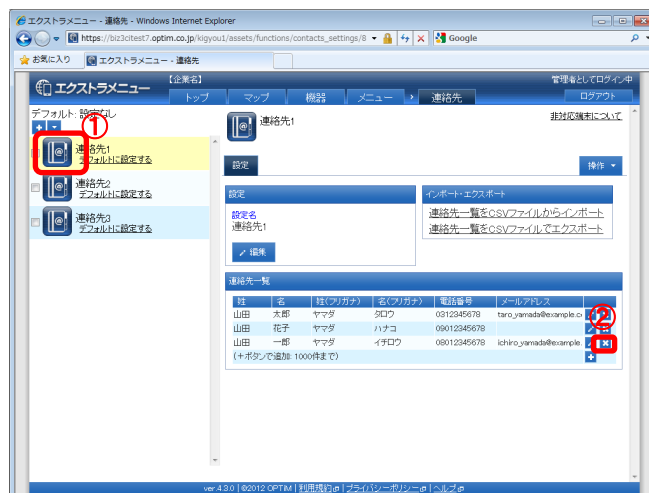 エクストラメニュー - 連絡先 - Windows Internet Explorer
https://biz3citest7.optim.co.jp/kigyou1/assets/functions/contacts_settings/8
Google
お気に入り
エクストラメニュー - 連絡先
エクストラメニュー
【企業名】
管理者としてログイン中
トップ
マップ
機器
メニュー
連絡先
ログアウト
デフォルト: 設定なし
①
連絡先1
デフォルトに設定する
連絡先2
デフォルトに設定する
連絡先3
デフォルトに設定する
連絡先1
非対応端末について
設定
操作
設定
設定名
連絡先1
編集
インポート・エクスポート
連絡先一覧をCSVファイルからインポート
連絡先一覧をCSVファイルでエクスポート
連絡先一覧
姓 名 姓(フリガナ) 名(フリガナ) 電話番号 メールアドレス
山田 太郎 ヤマダ タロウ 0312345678 taro_yamada@example.co
山田 花子 ヤマダ ハナコ 09012345678
山田 一郎 ヤマダ イチロウ 08012345678 ichiro_yamada@example.
(+ボタンで追加: 1000件まで)
②
ver.4.3.0 | ©2012 OPTiM | 利用規約 | プライバシーポリシー | ヘルプ